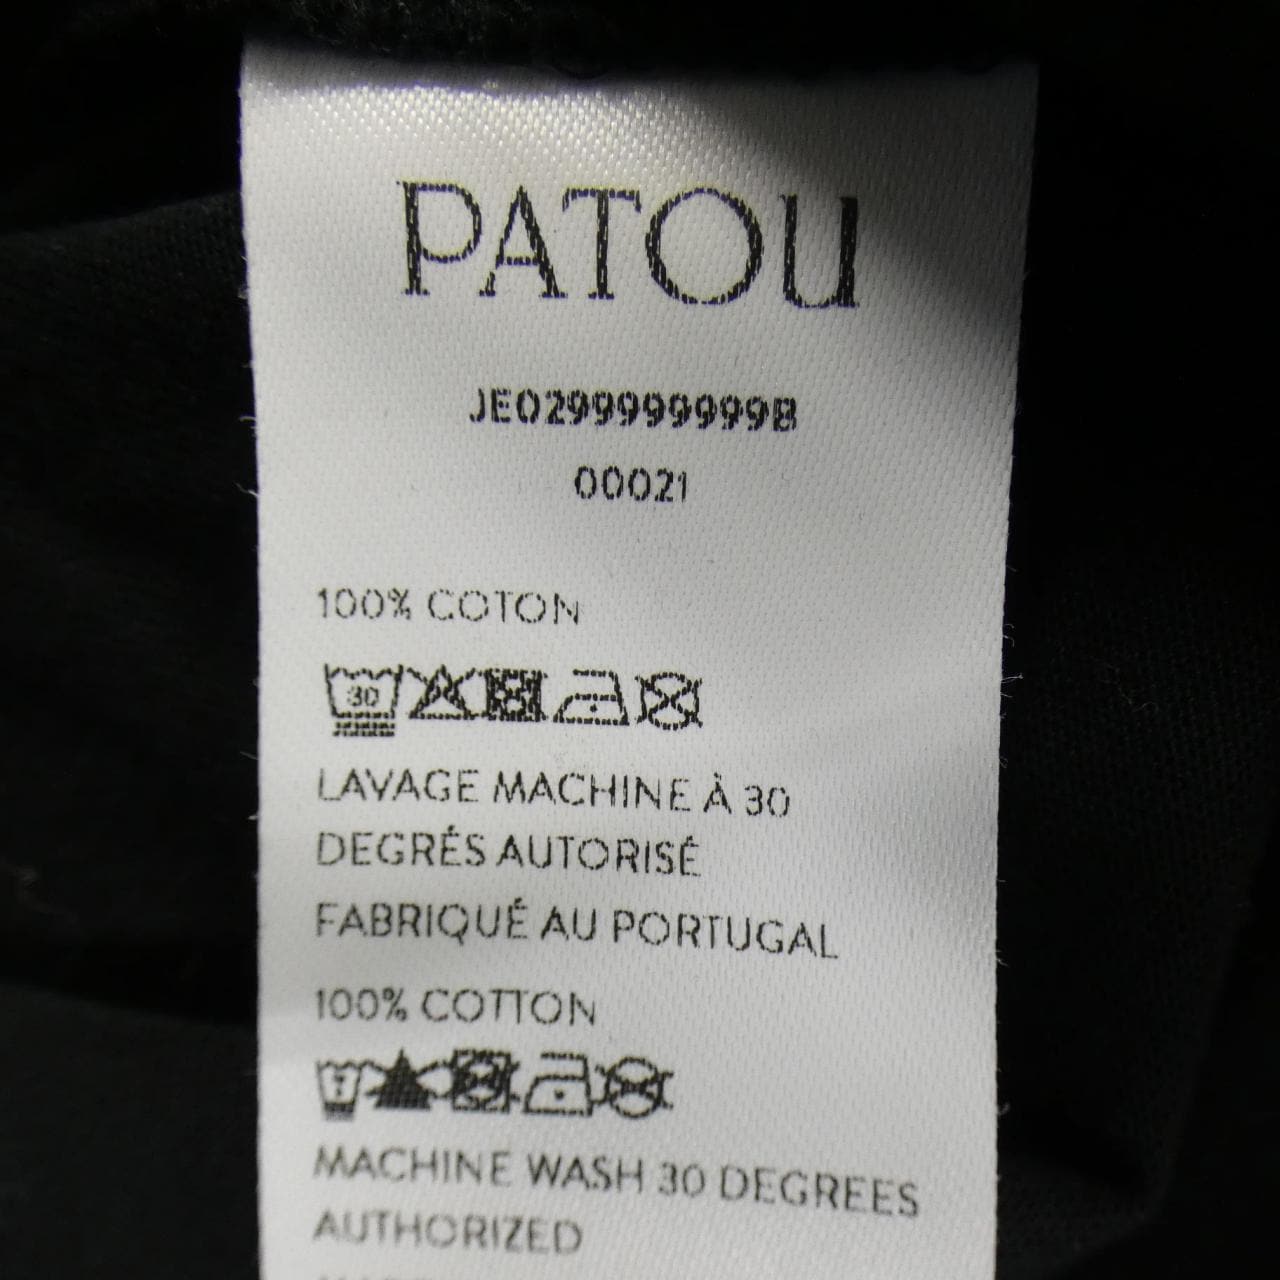 PATOU
JE0299999999B
00021
100% COTON
30
LAVAGE MACHINE À 30
DEGRÉS AUTORISÉ
FABRIQUÉ AU PORTUGAL
100% COTTON
MACHINE WASH 30 DEGREES
AUTHORIZED